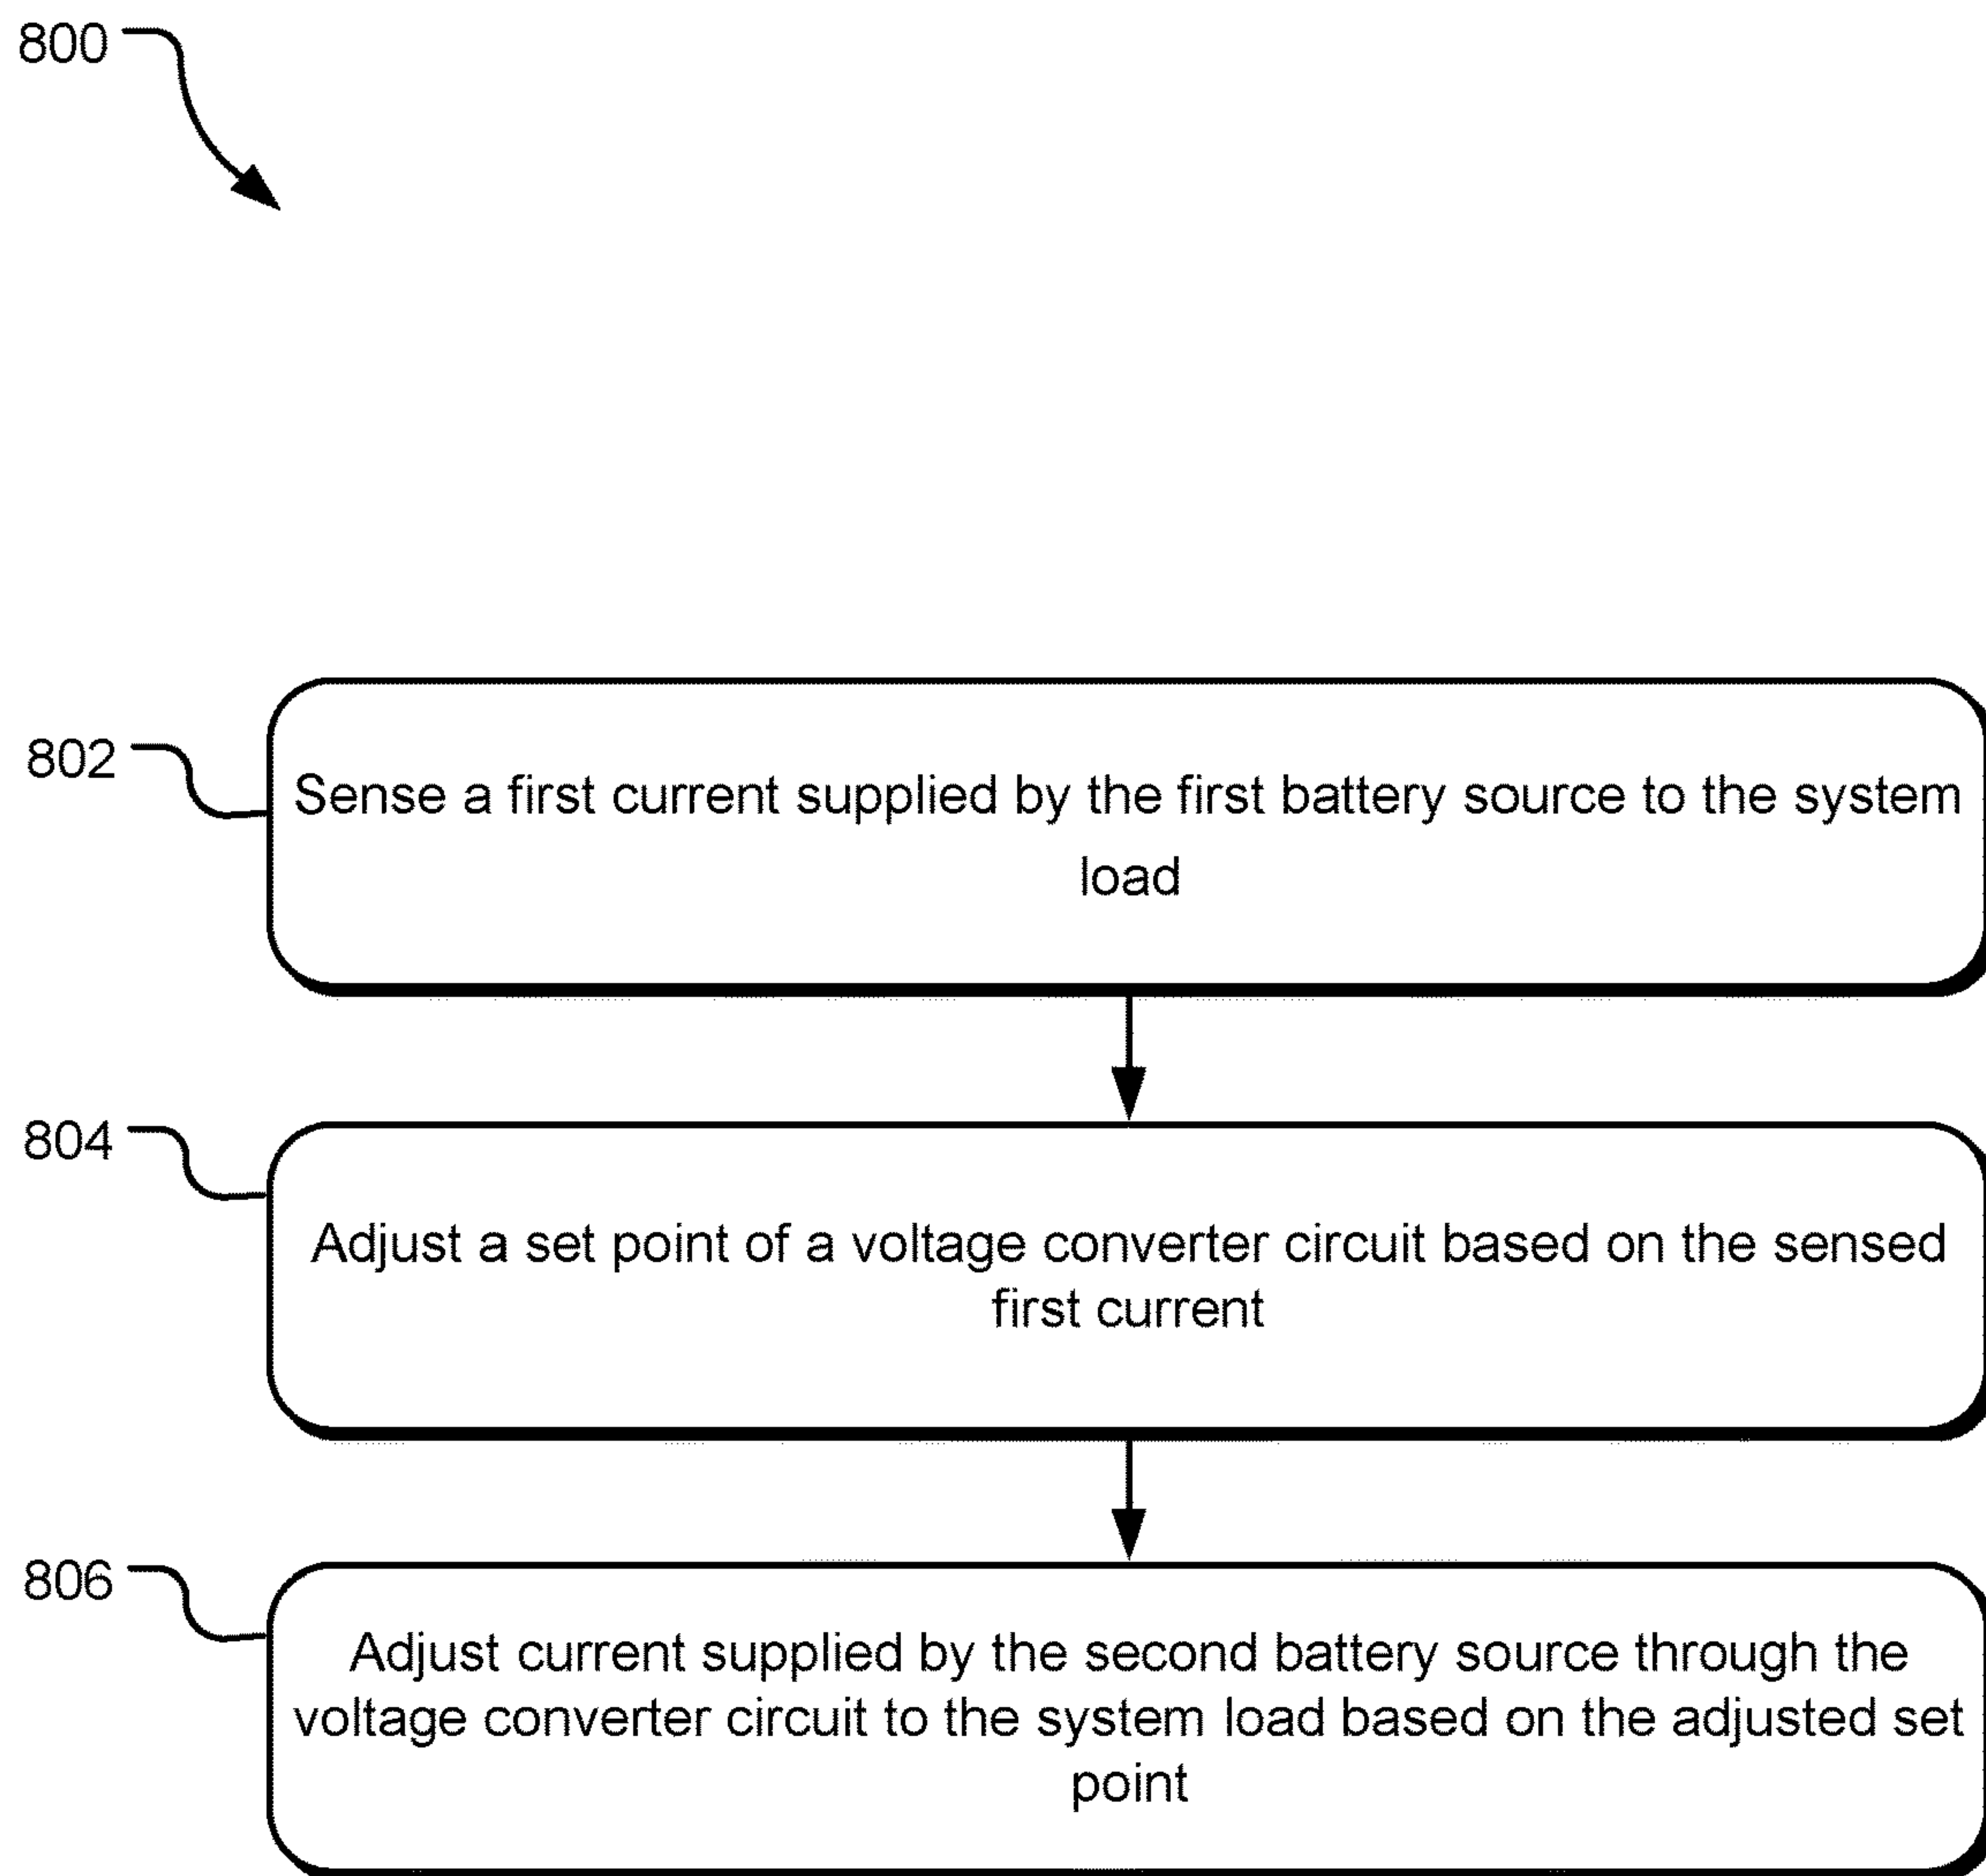 800
802
Sense a first current supplied by the first battery source to the system
load
804
Adjust a set point of a voltage converter circuit based on the sensed
first current
806
Adjust current supplied by the second battery source through the
voltage converter circuit to the system load based on the adjusted set
point